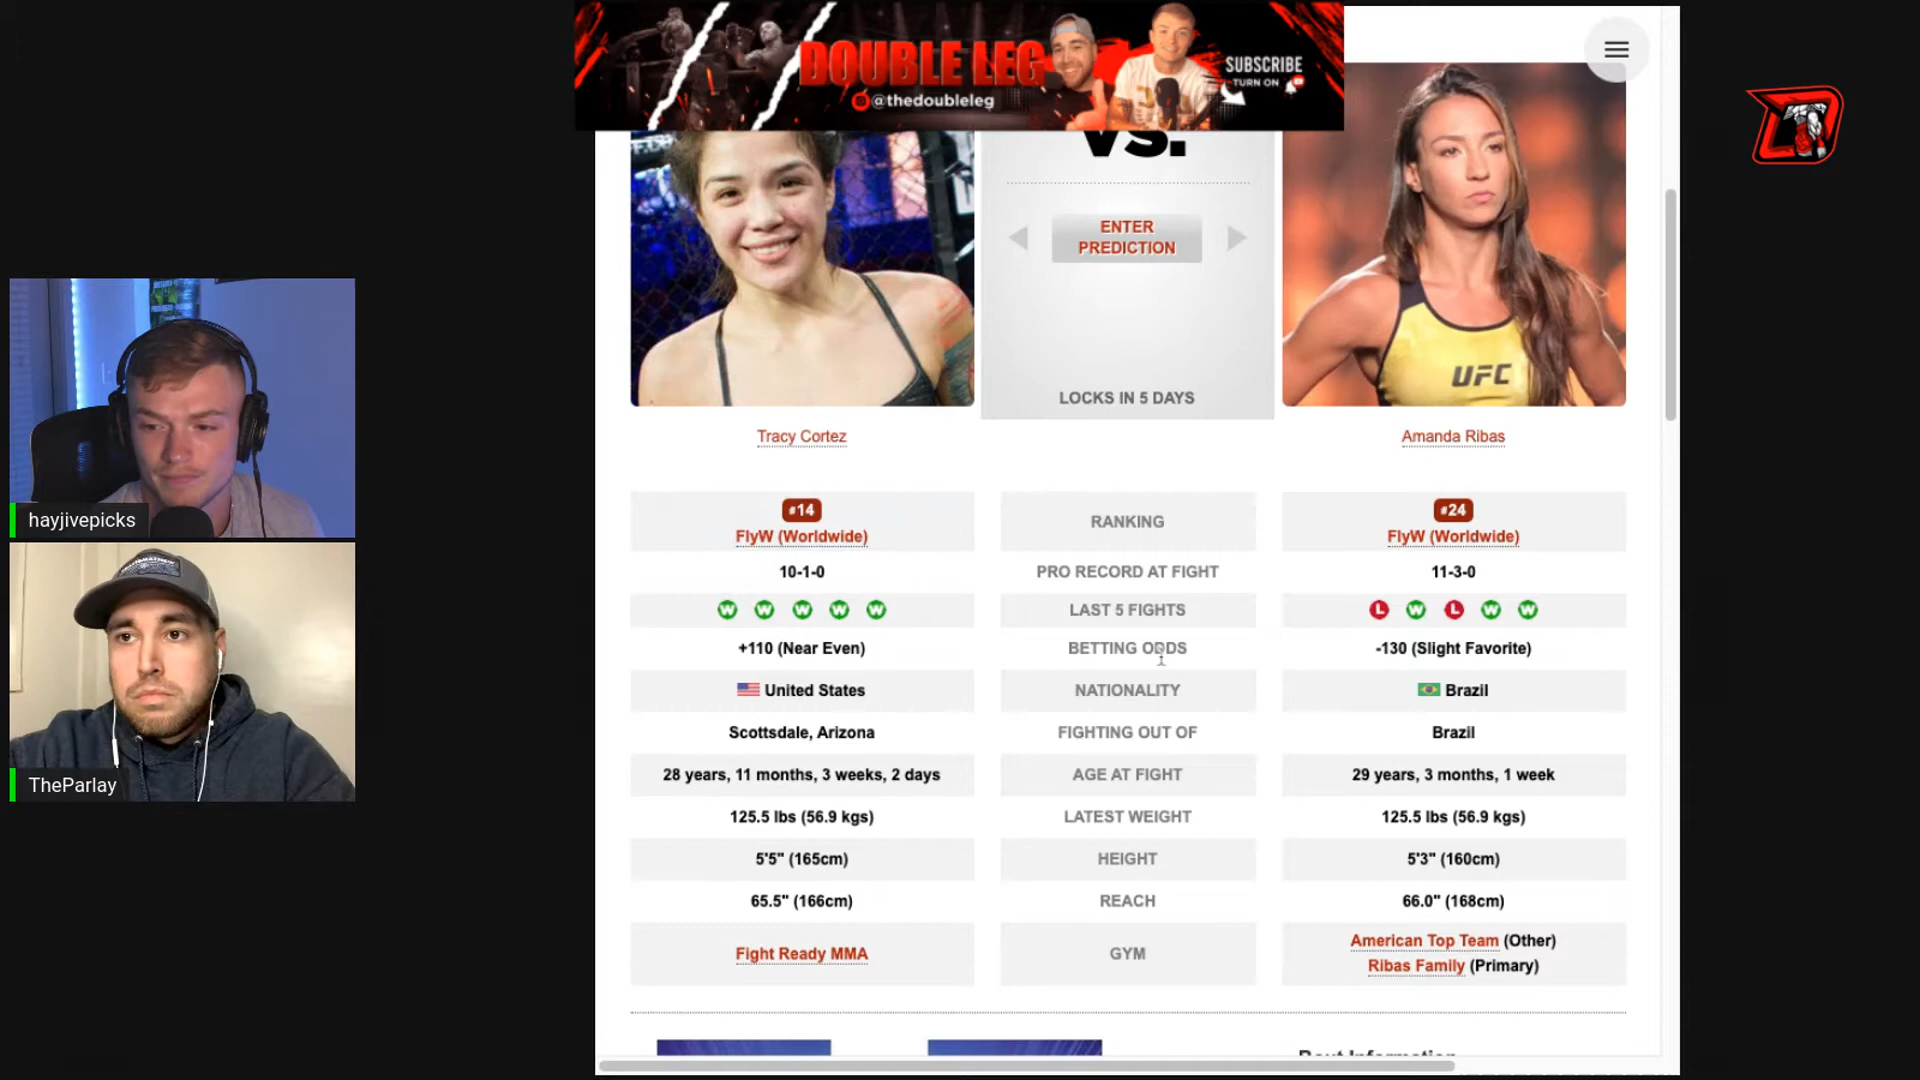 DOUBLE LEG
@thedoubleleg
SUBSCRIBE
TURN ON
VS.
ENTER
PREDICTION
LOCKS IN 5 DAYS
UFC
Tracy Cortez
Amanda Ribas
#14 RANKING #24
FlyW (Worldwide) FlyW (Worldwide)
10-1-0 PRO RECORD AT FIGHT 11-3-0
W W W W W LAST 5 FIGHTS L W L W W
+110 (Near Even) BETTING ODDS -130 (Slight Favorite)
United States NATIONALITY Brazil
Scottsdale, Arizona FIGHTING OUT OF Brazil
28 years, 11 months, 3 weeks, 2 days AGE AT FIGHT 29 years, 3 months, 1 week
125.5 lbs (56.9 kgs) LATEST WEIGHT 125.5 lbs (56.9 kgs)
5'5" (165cm) HEIGHT 5'3" (160cm)
65.5" (166cm) REACH 66.0" (168cm)
Fight Ready MMA GYM American Top Team (Other)
Ribas Family (Primary)
Bout Information
hayjivepicks
TheParlay